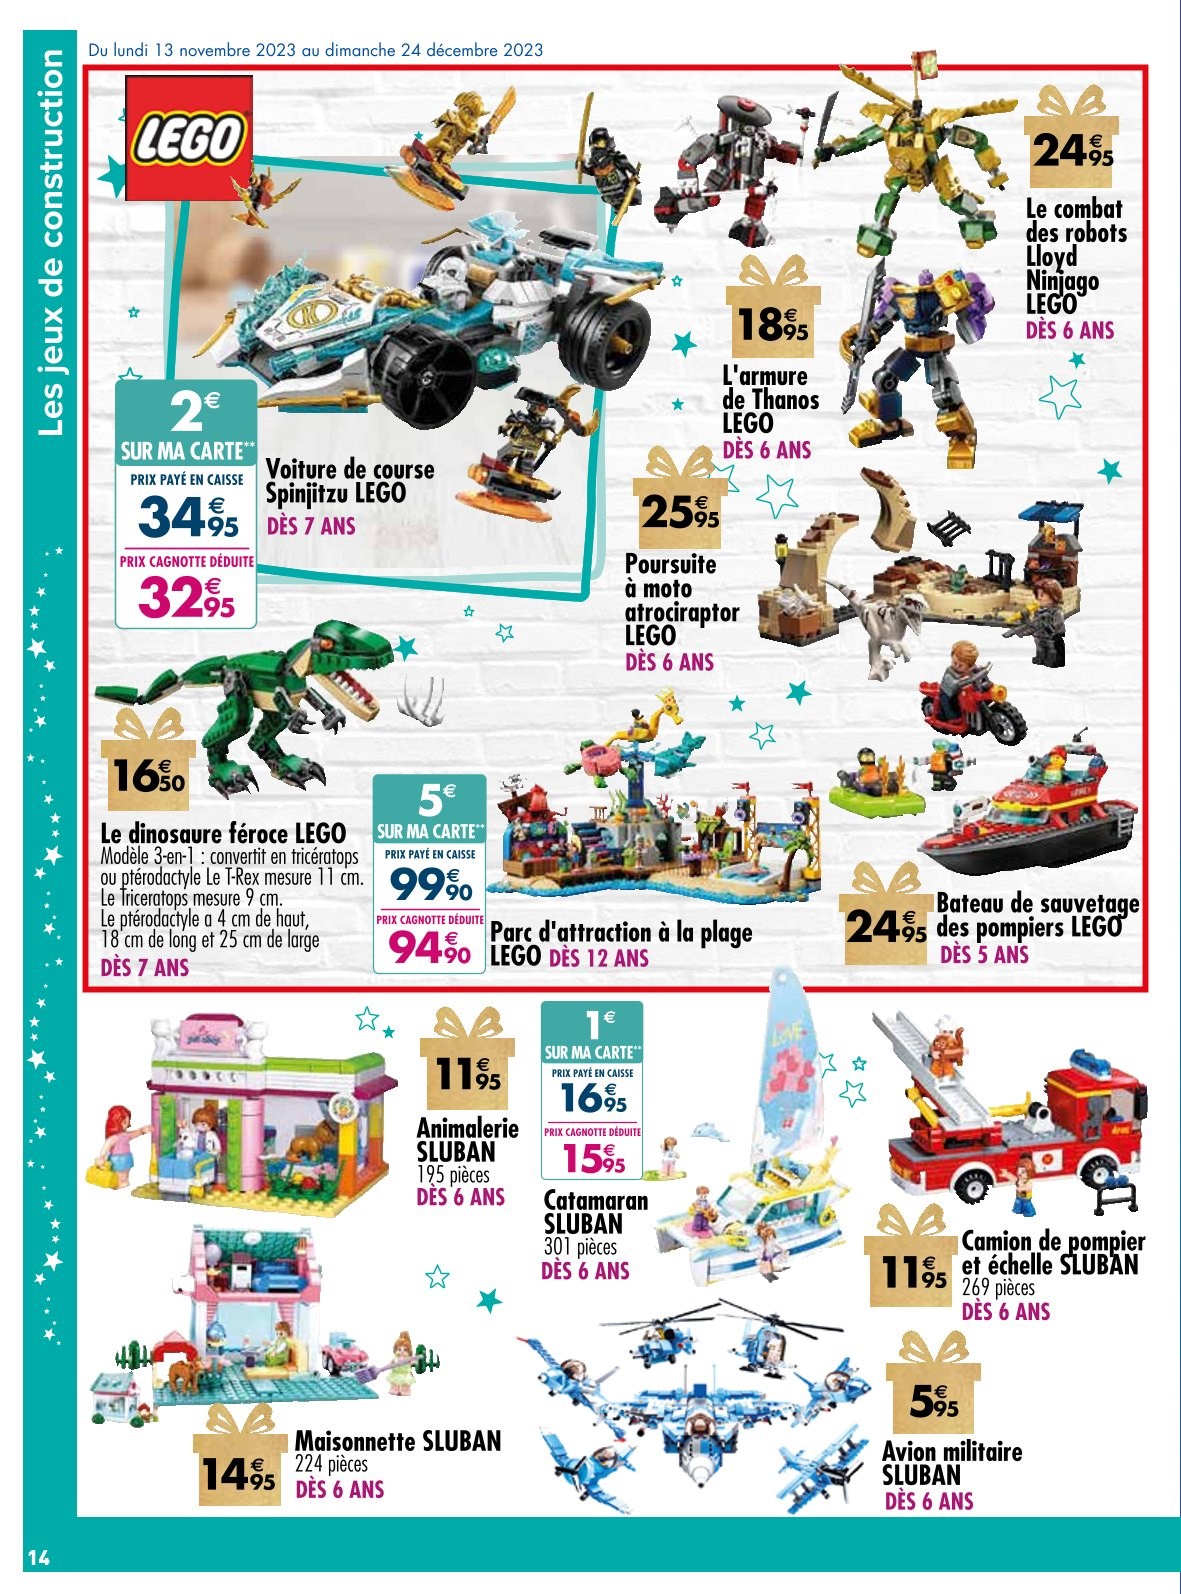 Du lundi 13 novembre 2023 au dimanche 24 décembre 2023
Les jeux de construction
LEGO
24€95
Le combat
des robots
Lloyd
Ninjago
LEGO
DÈS 6 ANS
18€95
L'armure
de Thanos
LEGO
DÈS 6 ANS
2€
SUR MA CARTE**
PRIX PAYÉ EN CAISSE
34€95
PRIX CAGNOTTE DÉDUITE
32€95
Voiture de course
Spinjitzu LEGO
DÈS 7 ANS
25€95
Poursuite
à moto
atrociraptor
LEGO
DÈS 6 ANS
16€50
Le dinosaure féroce LEGO
Modèle 3-en-1 : convertit en tricératops
ou ptérodactyle Le T-Rex mesure 11 cm.
Le Triceratops mesure 9 cm.
Le ptérodactyle a 4 cm de haut,
18 cm de long et 25 cm de large
DÈS 7 ANS
5€
SUR MA CARTE**
PRIX PAYÉ EN CAISSE
99€90
PRIX CAGNOTTE DÉDUITE
94€90
Parc d'attraction à la plage
LEGO DÈS 12 ANS
24€95
Bateau de sauvetage
des pompiers LEGO
DÈS 5 ANS
11€95
Animalerie
SLUBAN
195 pièces
DÈS 6 ANS
1€
SUR MA CARTE**
PRIX PAYÉ EN CAISSE
16€95
PRIX CAGNOTTE DÉDUITE
15€95
Catamaran
SLUBAN
301 pièces
DÈS 6 ANS
LOVE
11€95
Camion de pompier
et échelle SLUBAN
269 pièces
DÈS 6 ANS
14€95
Maisonnette SLUBAN
224 pièces
DÈS 6 ANS
5€95
Avion militaire
SLUBAN
DÈS 6 ANS
14